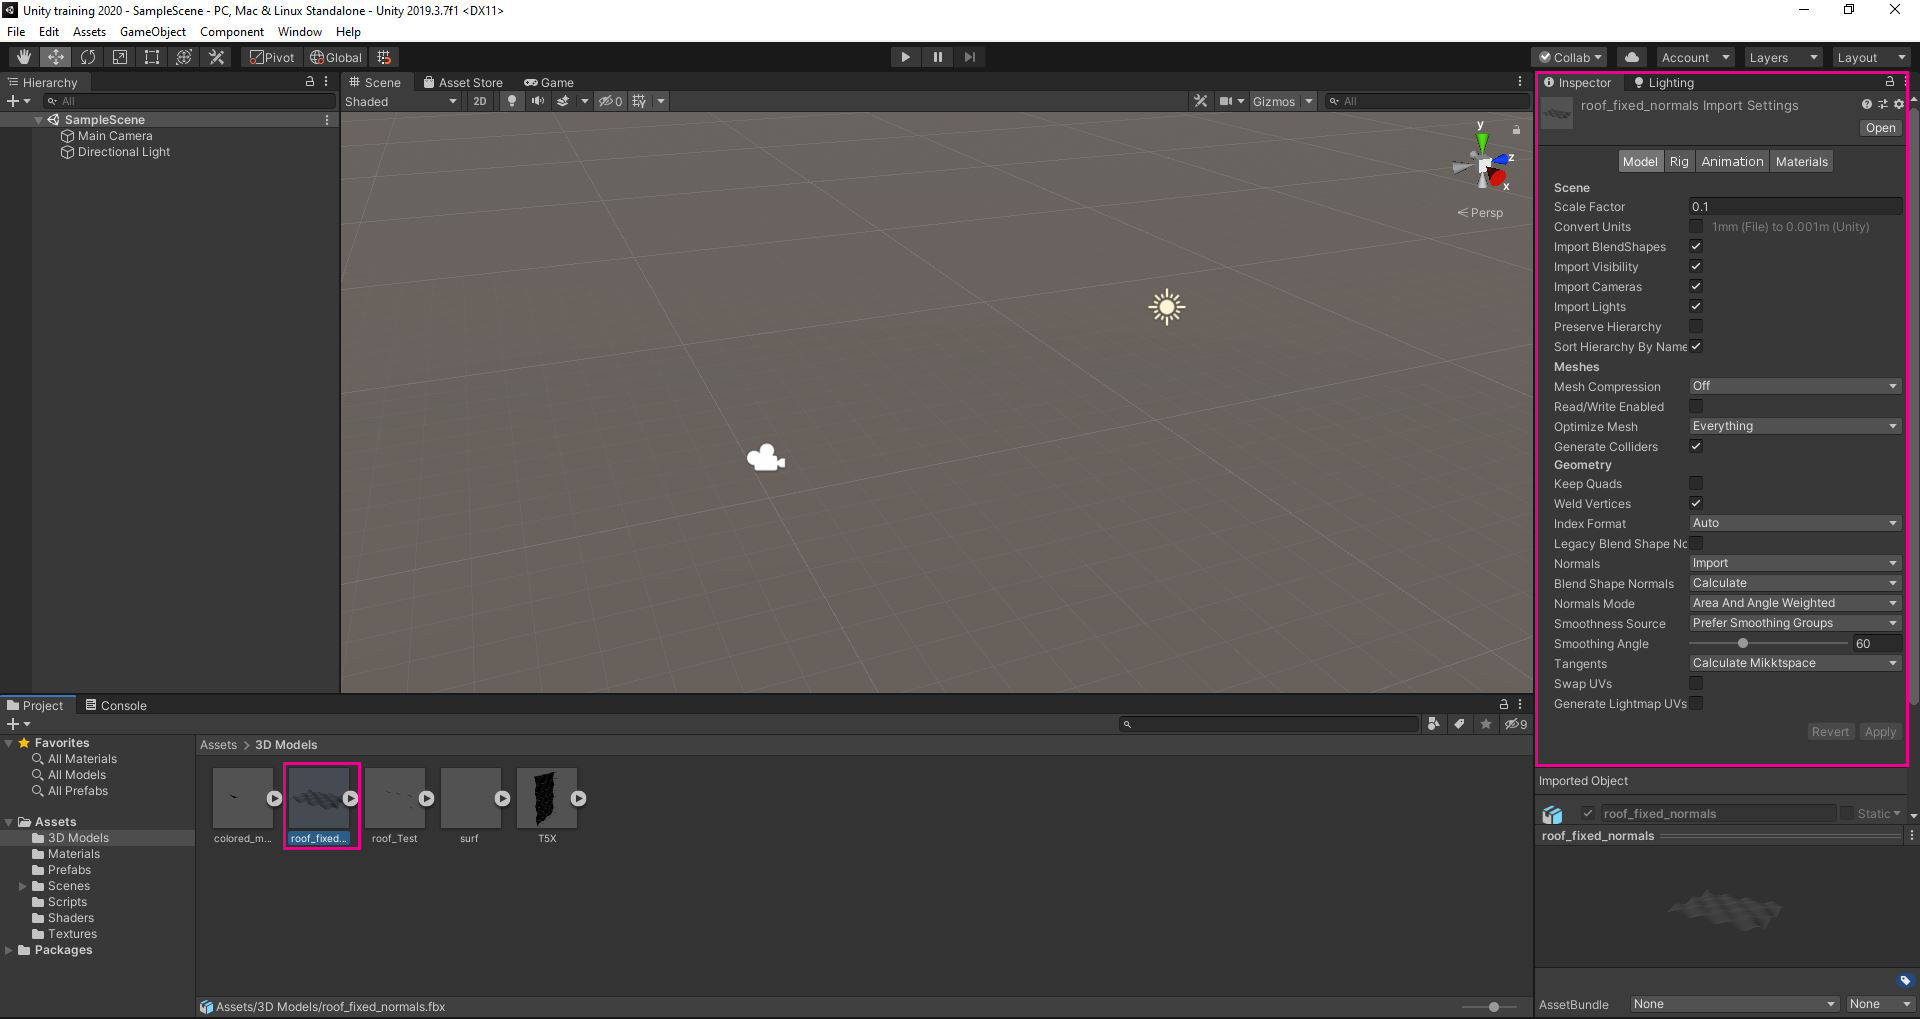 Unity training 2020 - SampleScene - PC, Mac & Linux Standalone - Unity 2019.3.7f1 <DX11>
File Edit Assets GameObject Component Window Help
Pivot Global Collab Account Layers Layout
Hierarchy
All
SampleScene
Main Camera
Directional Light
Scene Asset Store Game
Shaded 2D 0 Gizmos All
y
z
x
Persp
Inspector Lighting
roof_fixed_normals Import Settings
Open
Model Rig Animation Materials
Scene
Scale Factor 0.1
Convert Units 1mm (File) to 0.001m (Unity)
Import BlendShapes
Import Visibility
Import Cameras
Import Lights
Preserve Hierarchy
Sort Hierarchy By Name
Meshes
Mesh Compression Off
Read/Write Enabled
Optimize Mesh Everything
Generate Colliders
Geometry
Keep Quads
Weld Vertices
Index Format Auto
Legacy Blend Shape No
Normals Import
Blend Shape Normals Calculate
Normals Mode Area And Angle Weighted
Smoothness Source Prefer Smoothing Groups
Smoothing Angle 60
Tangents Calculate Mikktspace
Swap UVs
Generate Lightmap UVs
Revert Apply
Imported Object
roof_fixed_normals Static
roof_fixed_normals
AssetBundle None None
Project Console
9
Favorites
All Materials
All Models
All Prefabs
Assets
3D Models
Materials
Prefabs
Scenes
Scripts
Shaders
Textures
Packages
Assets > 3D Models
colored_m... roof_fixed... roof_Test surf T5X
Assets/3D Models/roof_fixed_normals.fbx